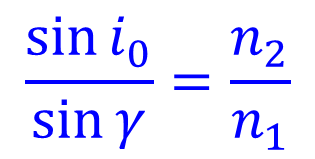 sin i₀ / sin γ = n₂ / n₁